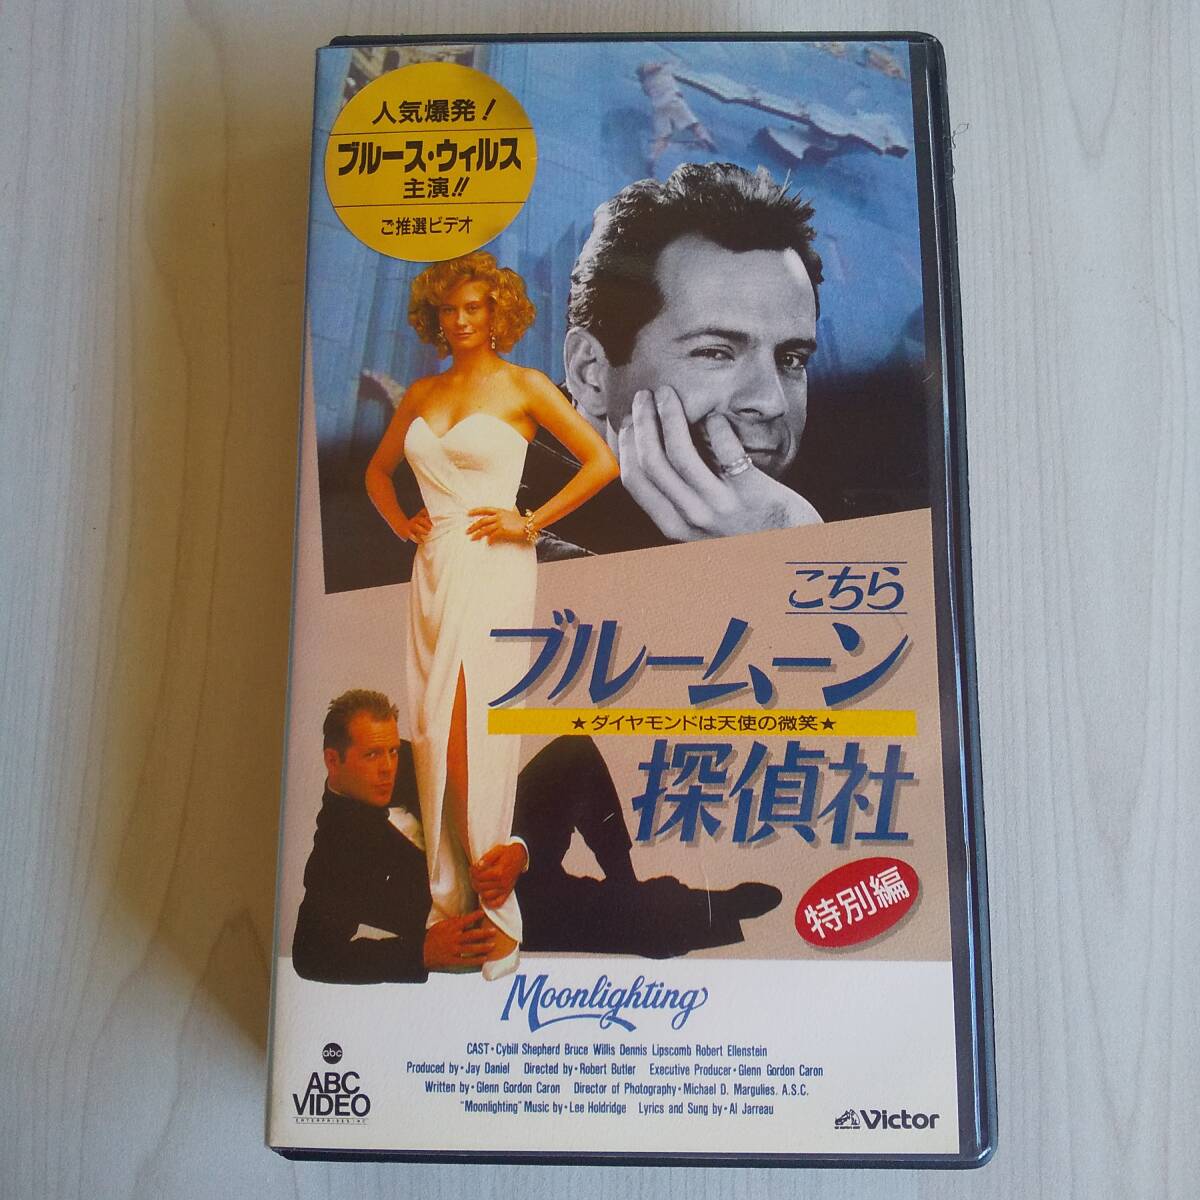 人気爆発!
ブルース・ウィルス
主演!!
ご推選ビデオ
こちら
ブルームーン
★ダイヤモンドは天使の微笑★
探偵社
特別編
Moonlighting
CAST・Cybill Shepherd Bruce Willis Dennis Lipscomb Robert Ellenstein
Produced by・Jay Daniel Directed by・Robert Butler Executive Producer・Glenn Gordon Caron
Written by・Glenn Gordon Caron Director of Photography・Michael D. Margulies. A.S.C.
"Moonlighting" Music by・Lee Holdridge Lyrics and Sung by・Al Jarreau
abc
ABC
VIDEO
ENTERPRISES, INC.
Victor